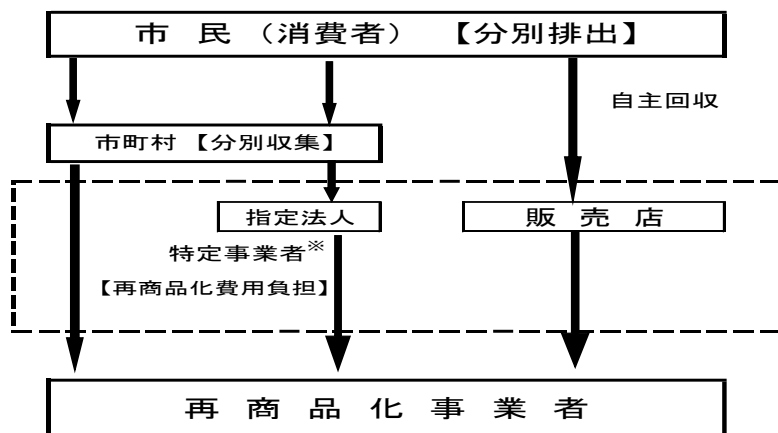 市民（消費者）【分別排出】
自主回収
市町村【分別収集】
指定法人
販売店
特定事業者※
【再商品化費用負担】
再商品化事業者